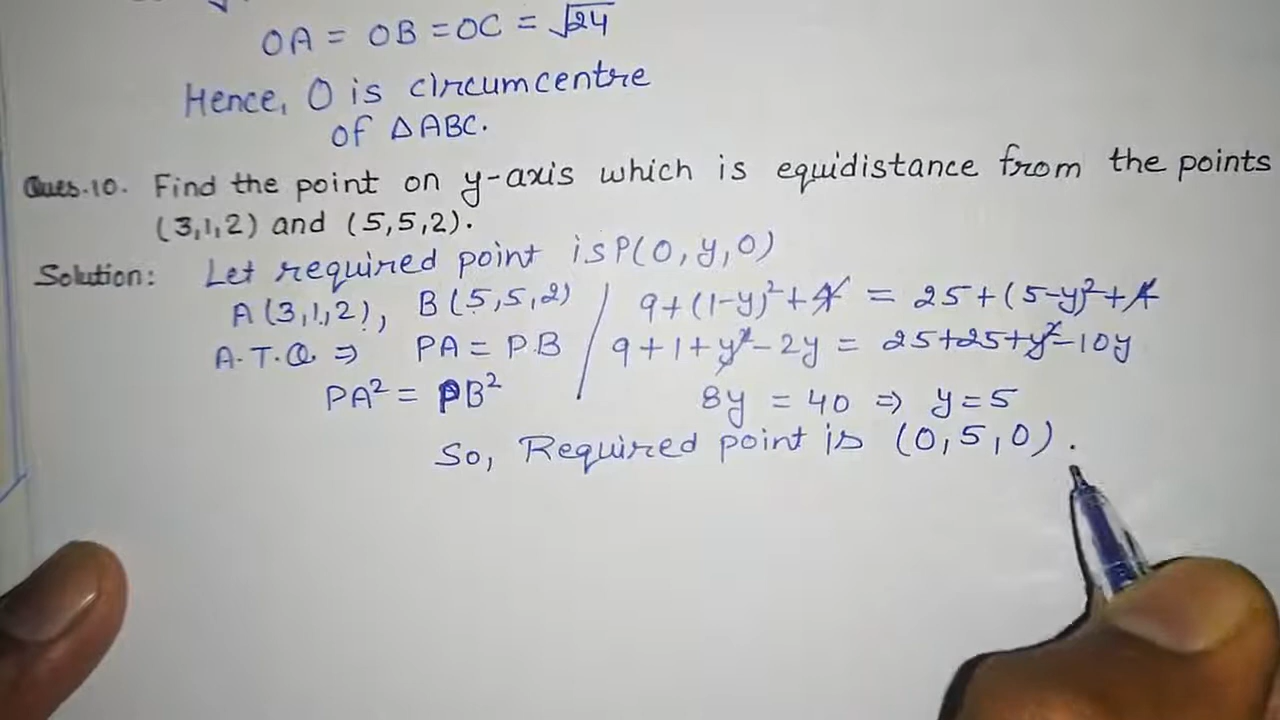 OA = OB = OC = √24
Hence, O is circumcentre
of △ABC.
Ques.10. Find the point on y-axis which is equidistance from the points
(3,1,2) and (5,5,2).
Solution: Let required point is P(0, y, 0)
A(3,1,2), B(5,5,2) / 9+(1-y)²+4 = 25+(5-y)²+4
A.T.Q ⇒ PA = PB / 9+1+y²-2y = 25+25+y²-10y
PA² = PB² 8y = 40 ⇒ y=5
So, Required point is (0,5,0).